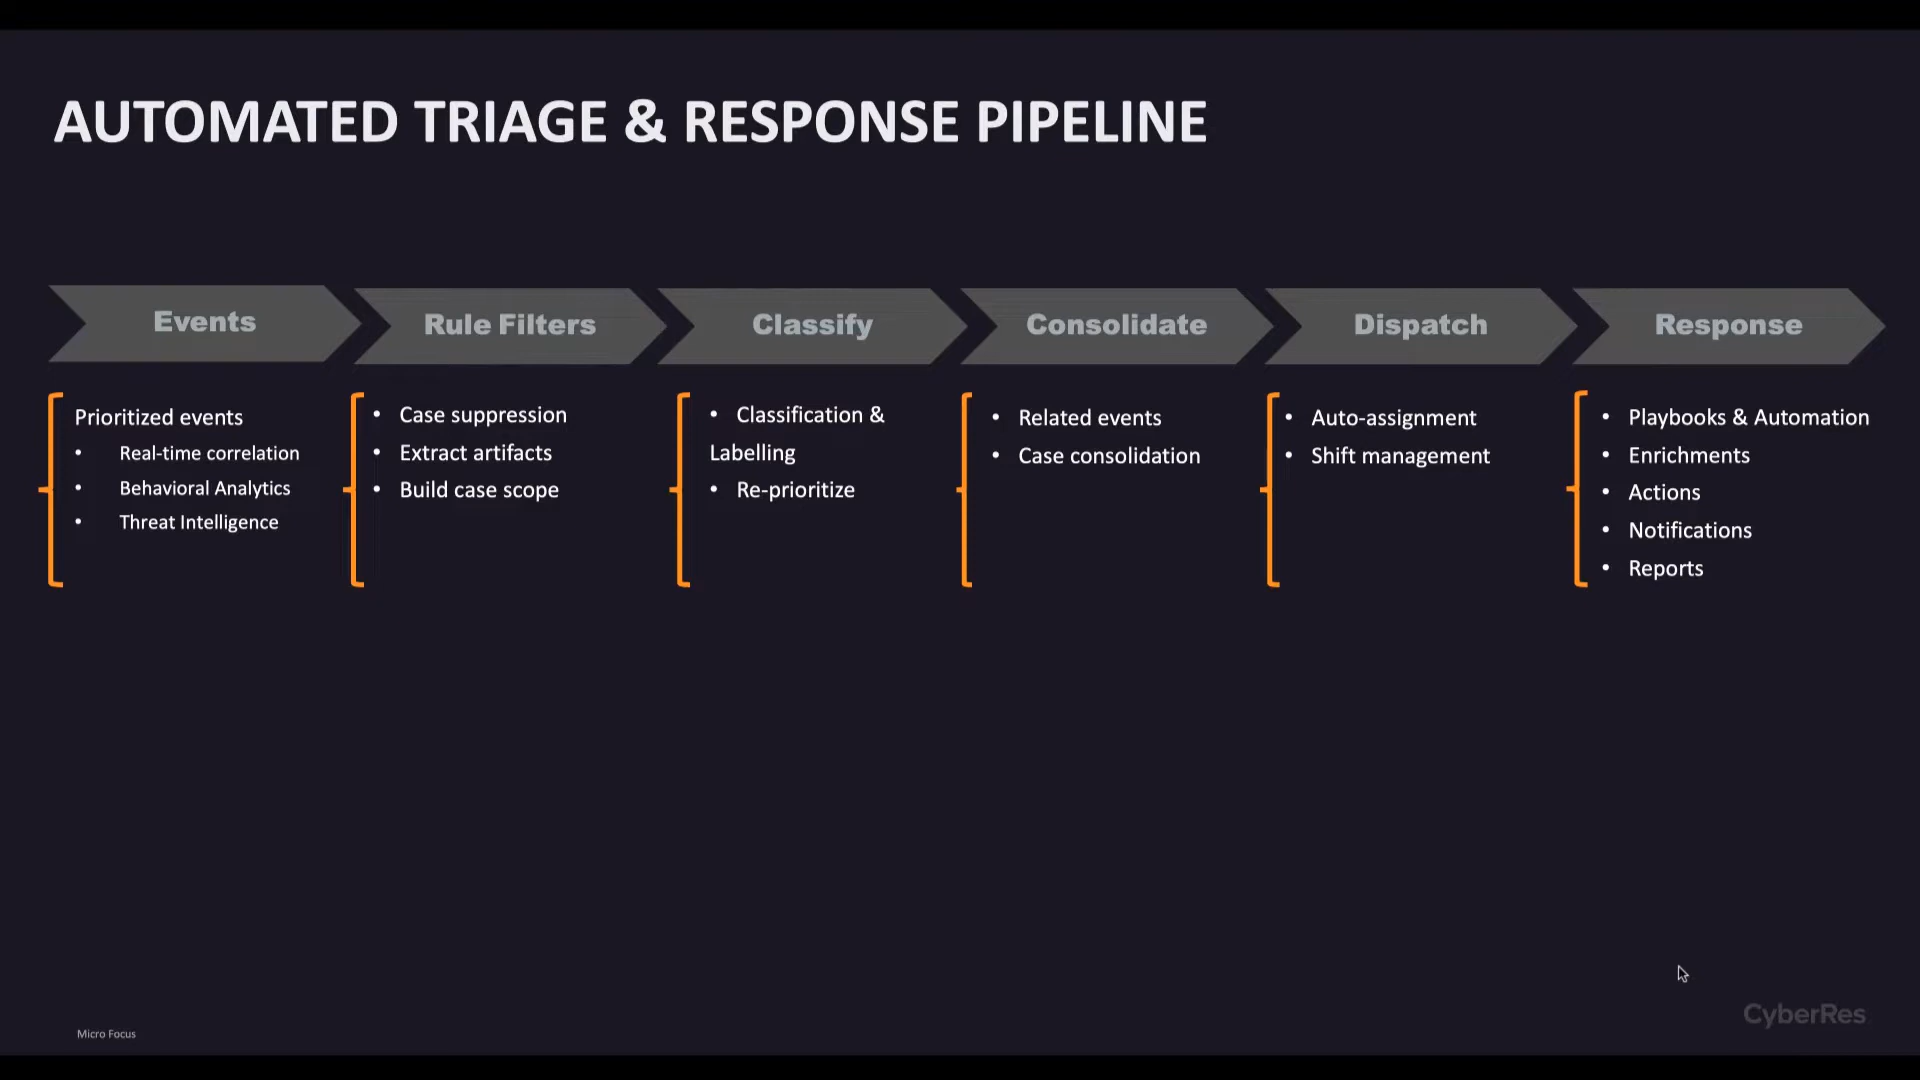 AUTOMATED TRIAGE & RESPONSE PIPELINE
Events
Rule Filters
Classify
Consolidate
Dispatch
Response
Prioritized events
• Real-time correlation
• Behavioral Analytics
• Threat Intelligence
• Case suppression
• Extract artifacts
• Build case scope
• Classification &
Labelling
• Re-prioritize
• Related events
• Case consolidation
• Auto-assignment
• Shift management
• Playbooks & Automation
• Enrichments
• Actions
• Notifications
• Reports
CyberRes
Micro Focus